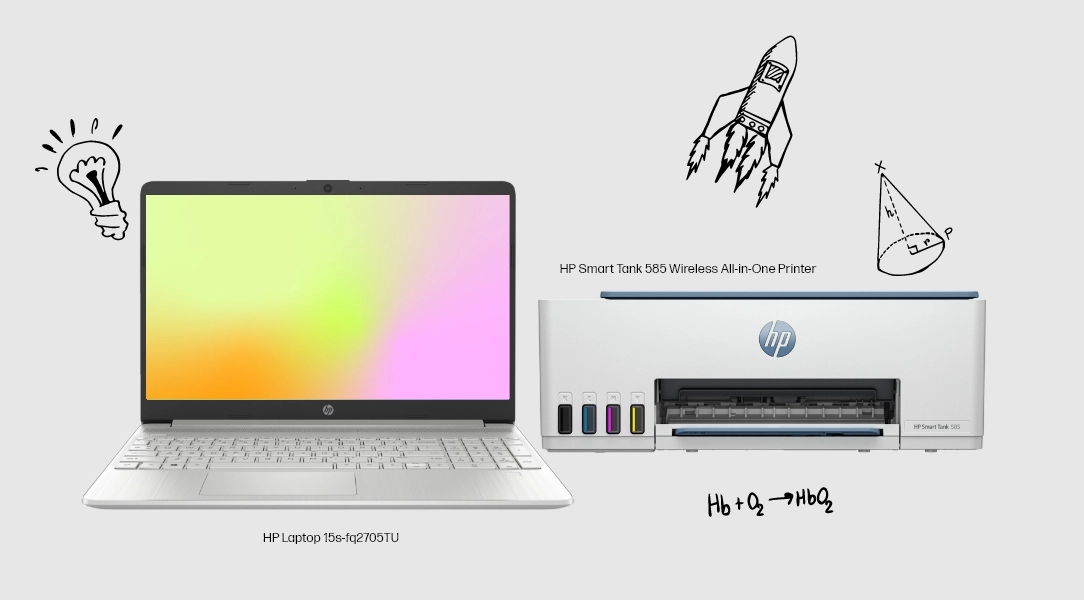 HP Smart Tank 585 Wireless All-in-One Printer
X
h
r
P
hp
hp
HP Smart Tank 585
Hb + O₂ → HbO₂
HP Laptop 15s-fq2705TU